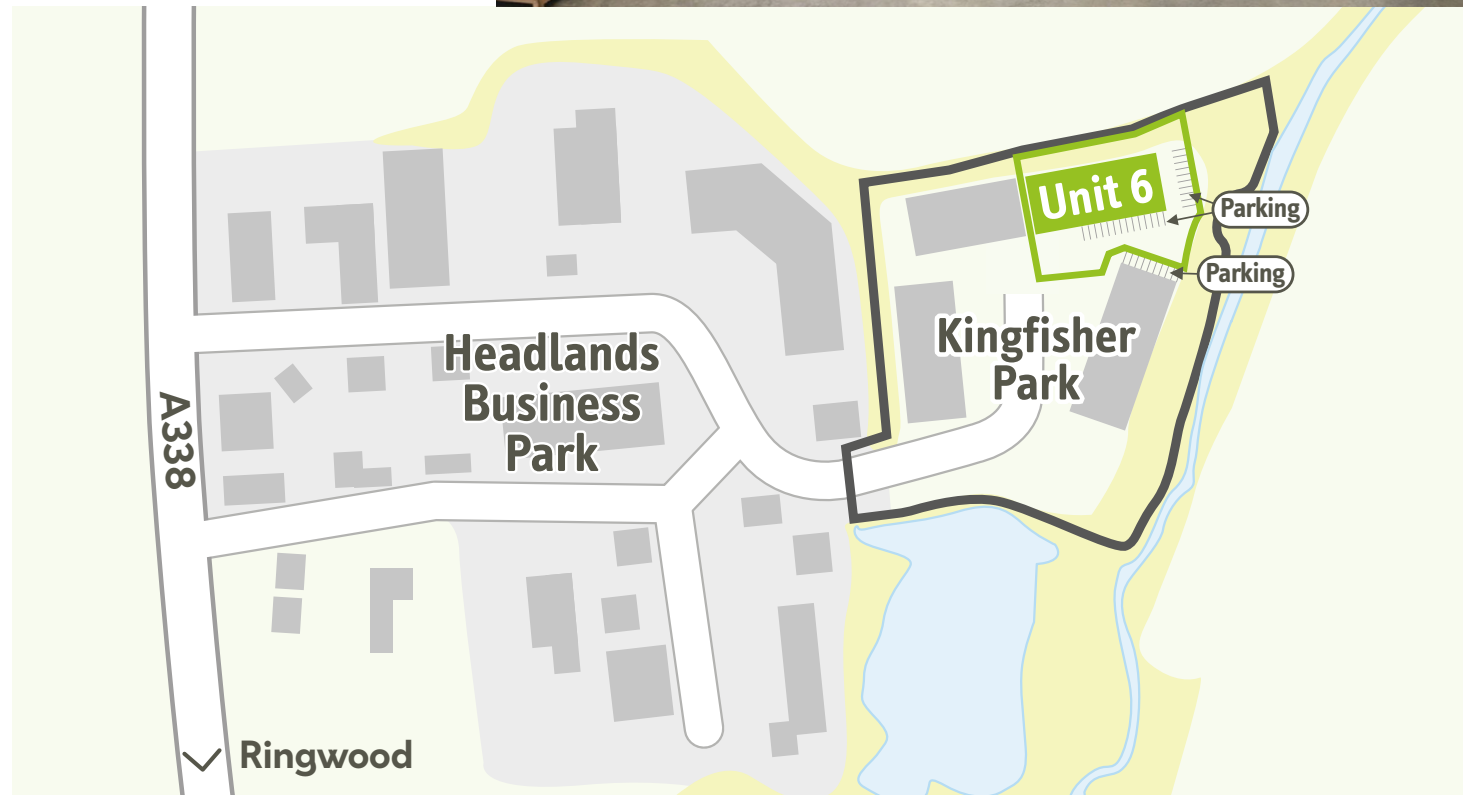 Unit 6
Parking
Parking
Kingfisher
Park
Headlands
Business
Park
A338
Ringwood